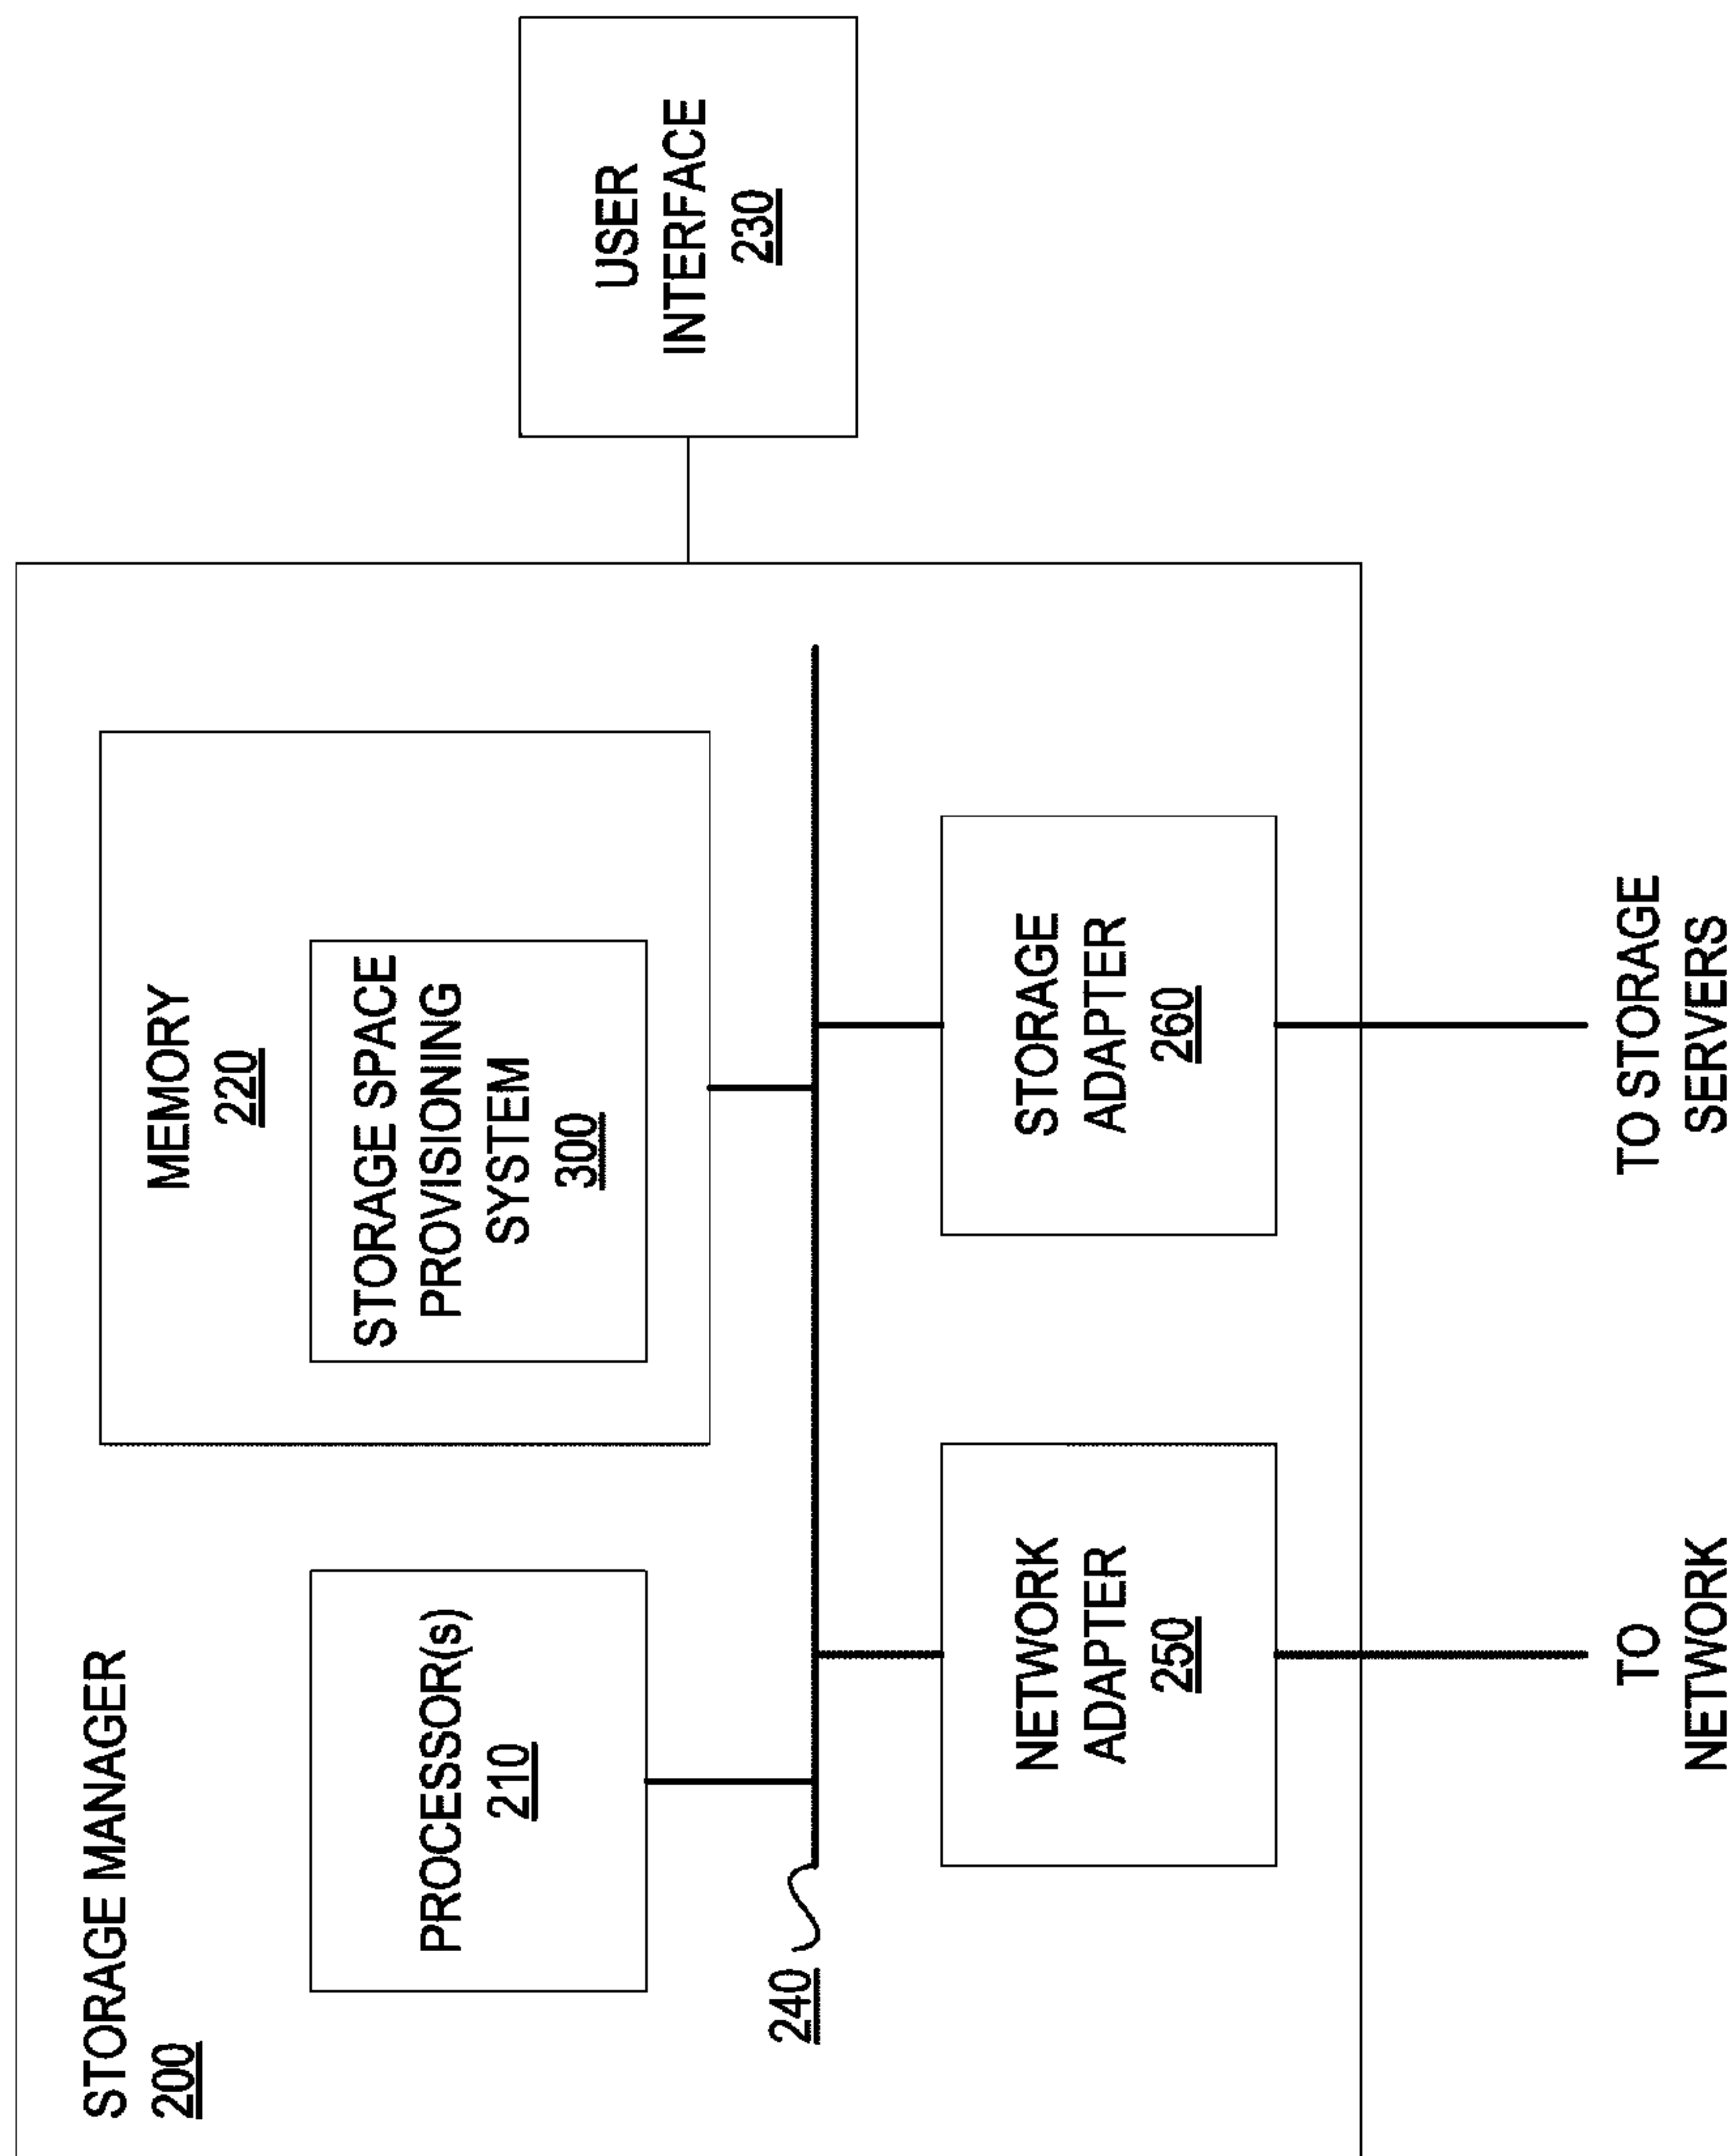 STORAGE MANAGER
200
PROCESSOR(s)
210
MEMORY
220
STORAGE SPACE
PROVISIONING
SYSTEM
300
USER
INTERFACE
230
240
NETWORK
ADAPTER
250
STORAGE
ADAPTER
260
TO
NETWORK
TO STORAGE
SERVERS